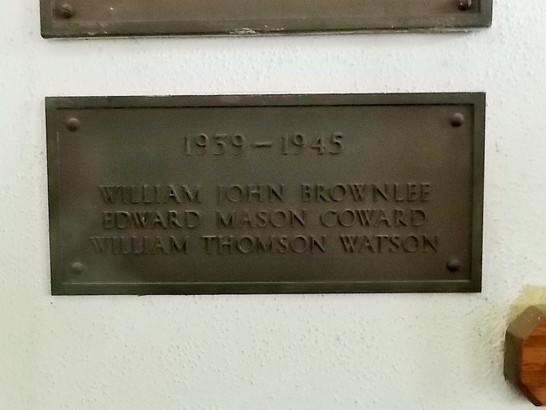 1939–1945
WILLIAM JOHN BROWNLEE
EDWARD MASON COWARD
WILLIAM THOMSON WATSON